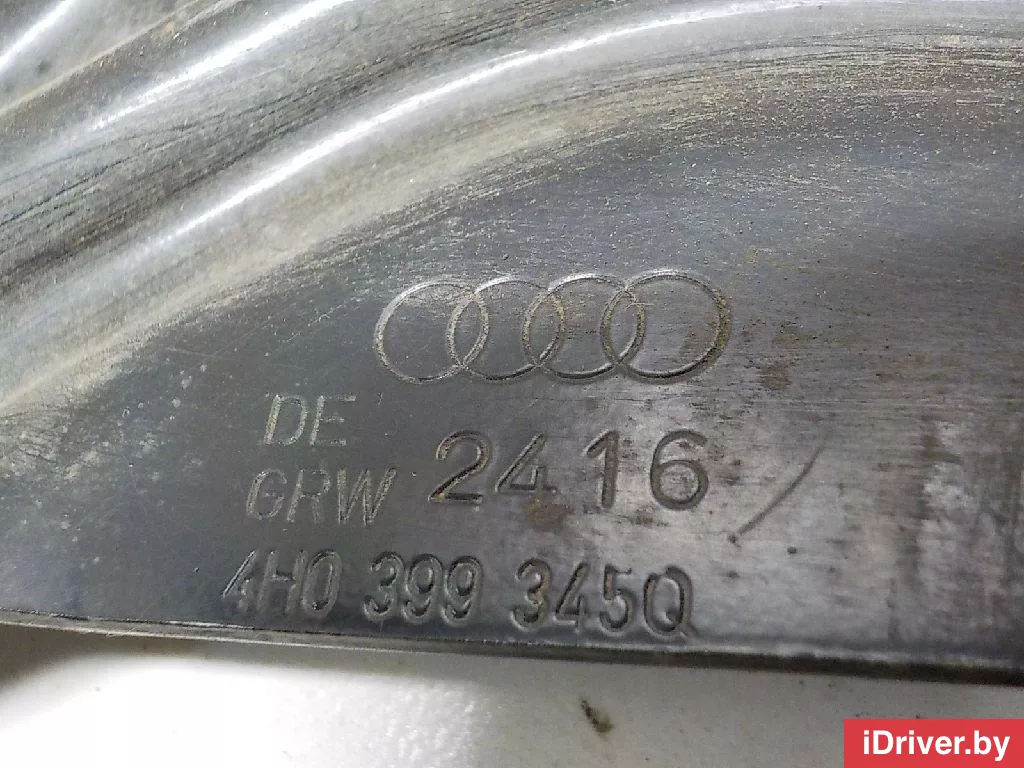 DE
GRW 2416
4H0 399 345Q
iDriver.by